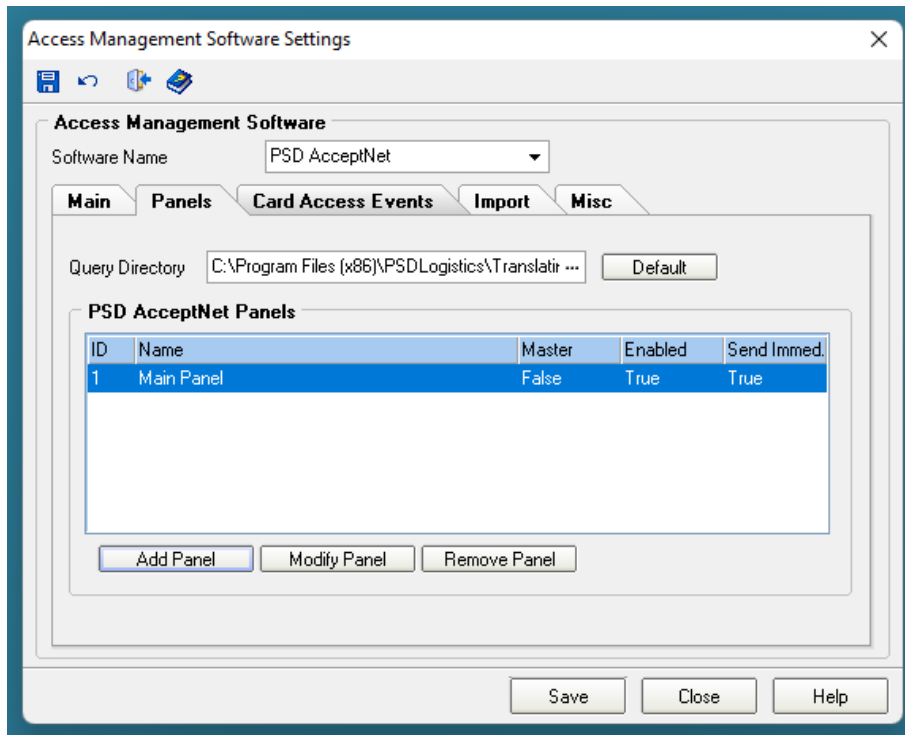 Access Management Software Settings
Access Management Software
Software Name PSD AcceptNet
Main Panels Card Access Events Import Misc
Query Directory C:\Program Files (x86)\PSDLogistics\Translatir ... Default
PSD AcceptNet Panels
ID Name Master Enabled Send Immed.
1 Main Panel False True True
Add Panel Modify Panel Remove Panel
Save Close Help